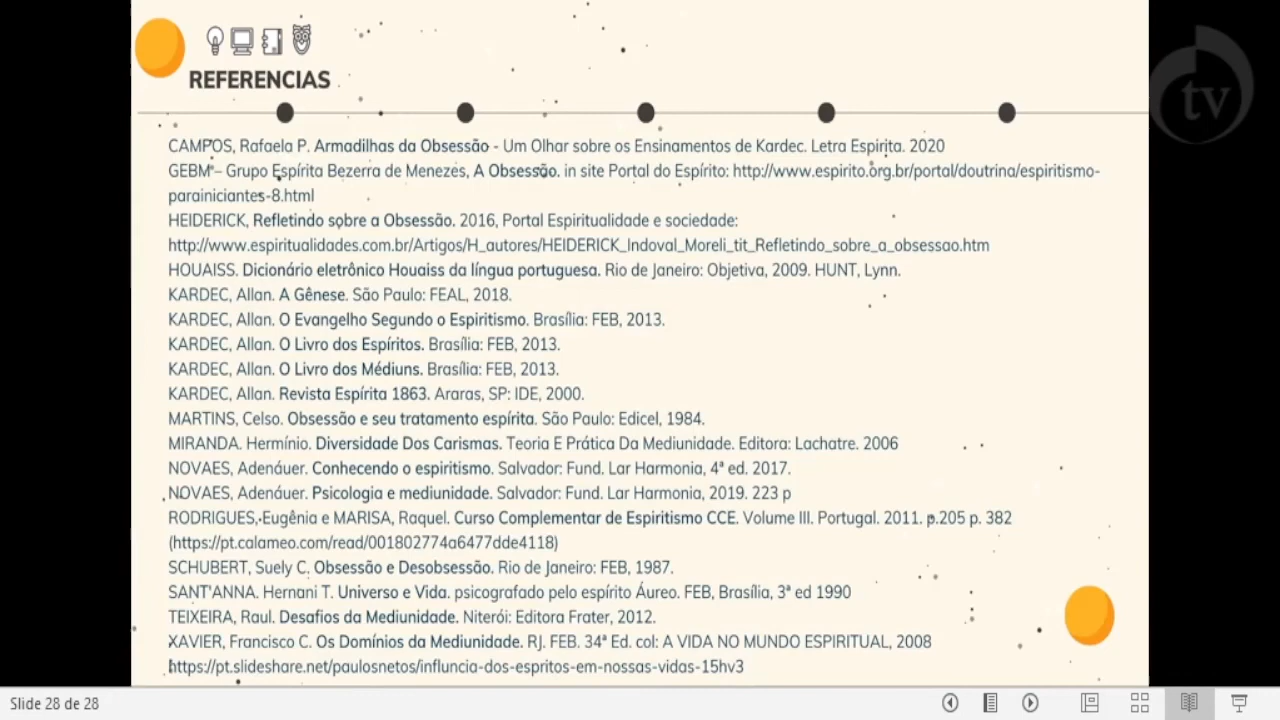 tv
REFERENCIAS
CAMPOS, Rafaela P. Armadilhas da Obsessão - Um Olhar sobre os Ensinamentos de Kardec. Letra Espirita. 2020
GEBM – Grupo Espírita Bezerra de Menezes, A Obsessão. in site Portal do Espírito: http://www.espirito.org.br/portal/doutrina/espiritismo-
parainiciantes-8.html
HEIDERICK, Refletindo sobre a Obsessão. 2016, Portal Espiritualidade e sociedade:
http://www.espiritualidades.com.br/Artigos/H_autores/HEIDERICK_Indoval_Moreli_tit_Refletindo_sobre_a_obsessao.htm
HOUAISS. Dicionário eletrônico Houaiss da língua portuguesa. Rio de Janeiro: Objetiva, 2009. HUNT, Lynn.
KARDEC, Allan. A Gênese. São Paulo: FEAL, 2018.
KARDEC, Allan. O Evangelho Segundo o Espiritismo. Brasília: FEB, 2013.
KARDEC, Allan. O Livro dos Espíritos. Brasília: FEB, 2013.
KARDEC, Allan. O Livro dos Médiuns. Brasília: FEB, 2013.
KARDEC, Allan. Revista Espírita 1863. Araras, SP: IDE, 2000.
MARTINS, Celso. Obsessão e seu tratamento espírita. São Paulo: Edicel, 1984.
MIRANDA. Hermínio. Diversidade Dos Carismas. Teoria E Prática Da Mediunidade. Editora: Lachatre. 2006
NOVAES, Adenáuer. Conhecendo o espiritismo. Salvador: Fund. Lar Harmonia, 4ª ed. 2017.
NOVAES, Adenáuer. Psicologia e mediunidade. Salvador: Fund. Lar Harmonia, 2019. 223 p
RODRIGUES, Eugênia e MARISA, Raquel. Curso Complementar de Espiritismo CCE. Volume III. Portugal. 2011. p.205 p. 382
(https://pt.calameo.com/read/001802774a6477dde4118)
SCHUBERT, Suely C. Obsessão e Desobsessão. Rio de Janeiro: FEB, 1987.
SANT'ANNA. Hernani T. Universo e Vida. psicografado pelo espírito Áureo. FEB, Brasília, 3ª ed 1990
TEIXEIRA, Raul. Desafios da Mediunidade. Niterói: Editora Frater, 2012.
XAVIER, Francisco C. Os Domínios da Mediunidade. RJ. FEB. 34ª Ed. col: A VIDA NO MUNDO ESPIRITUAL, 2008
https://pt.slideshare.net/paulosnetos/influncia-dos-espritos-em-nossas-vidas-15hv3
Slide 28 de 28